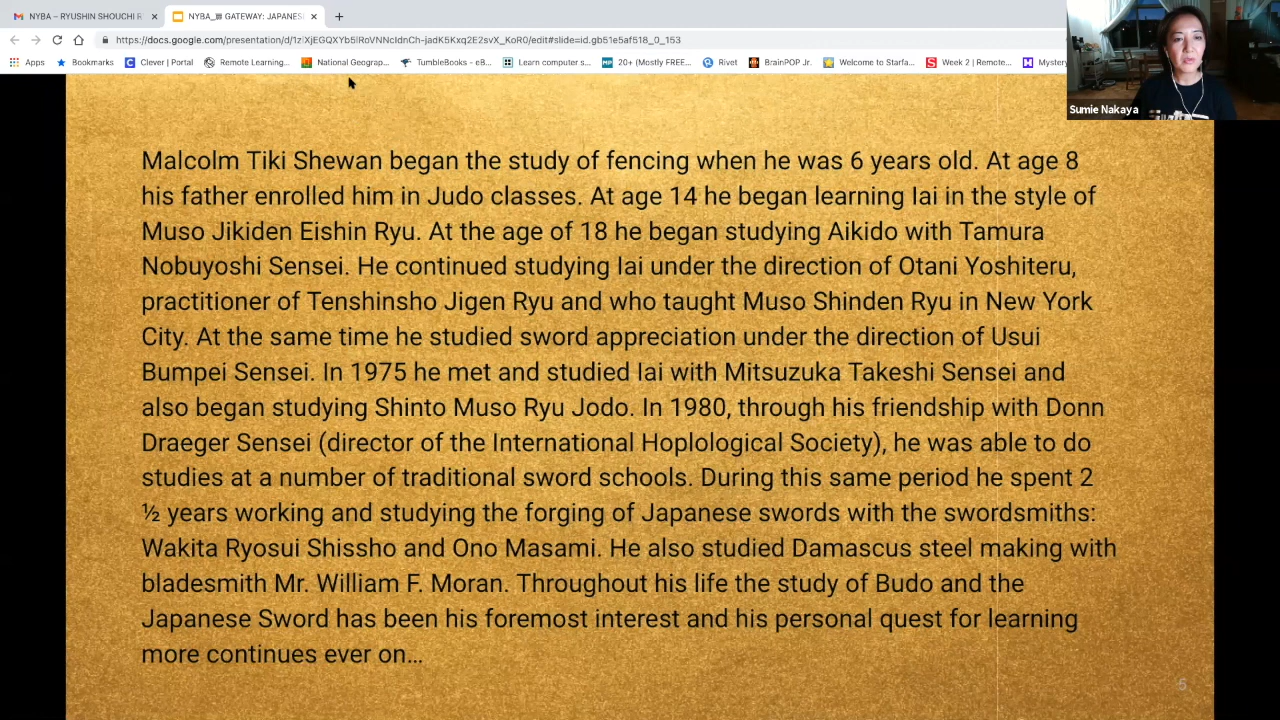 NYBA – RYUSHIN SHOUCHI R
NYBA_脈 GATEWAY: JAPANES
https://docs.google.com/presentation/d/1ziXjEGQXYb5lRoVNNcIdnCh-jadK5Kxq2E2svX_KoR0/edit#slide=id.gb51e5af518_0_153
Apps Bookmarks Clever | Portal Remote Learning... National Geograp... TumbleBooks - eB... Learn computer s... 20+ (Mostly FREE... Rivet BrainPOP Jr. Welcome to Starfa... Week 2 | Remote... Mystery
Sumie Nakaya
Malcolm Tiki Shewan began the study of fencing when he was 6 years old. At age 8
his father enrolled him in Judo classes. At age 14 he began learning Iai in the style of
Muso Jikiden Eishin Ryu. At the age of 18 he began studying Aikido with Tamura
Nobuyoshi Sensei. He continued studying Iai under the direction of Otani Yoshiteru,
practitioner of Tenshinsho Jigen Ryu and who taught Muso Shinden Ryu in New York
City. At the same time he studied sword appreciation under the direction of Usui
Bumpei Sensei. In 1975 he met and studied Iai with Mitsuzuka Takeshi Sensei and
also began studying Shinto Muso Ryu Jodo. In 1980, through his friendship with Donn
Draeger Sensei (director of the International Hoplological Society), he was able to do
studies at a number of traditional sword schools. During this same period he spent 2
½ years working and studying the forging of Japanese swords with the swordsmiths:
Wakita Ryosui Shissho and Ono Masami. He also studied Damascus steel making with
bladesmith Mr. William F. Moran. Throughout his life the study of Budo and the
Japanese Sword has been his foremost interest and his personal quest for learning
more continues ever on…
5